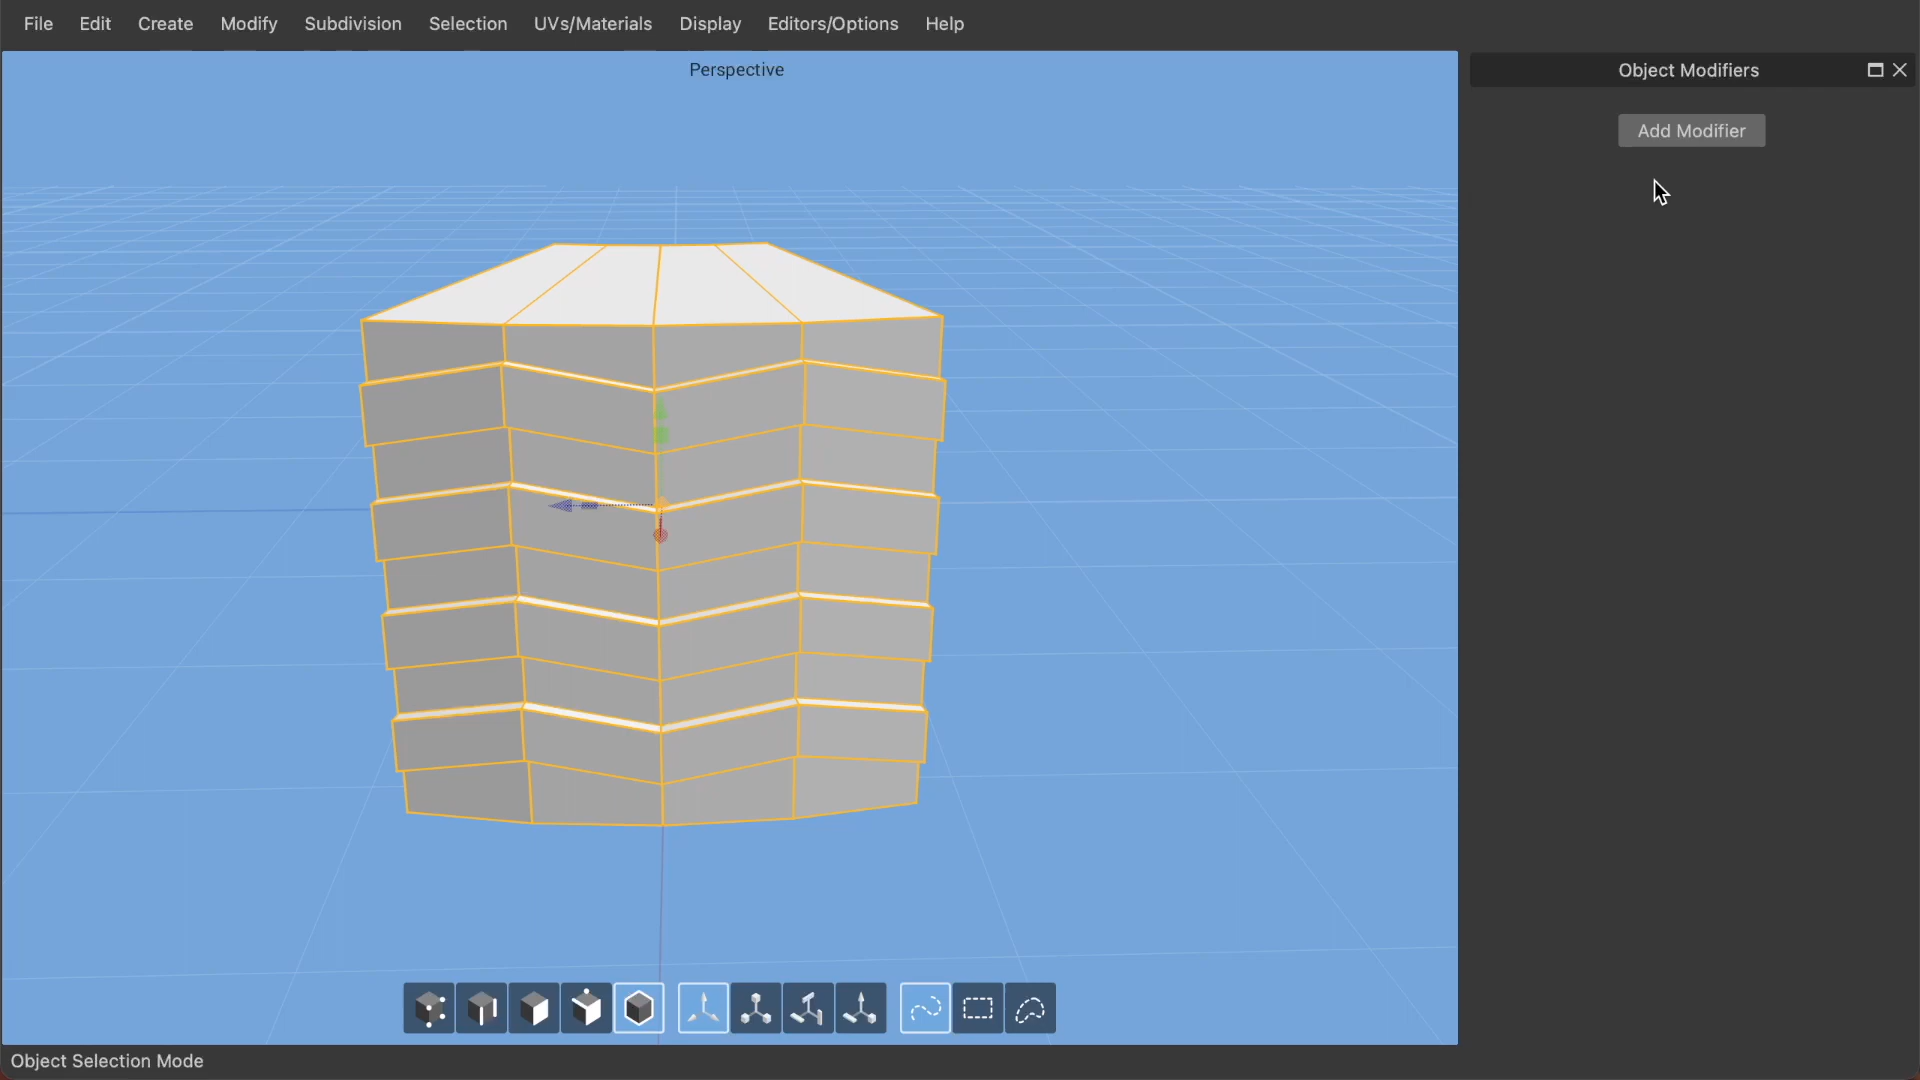 File Edit Create Modify Subdivision Selection UVs/Materials Display Editors/Options Help
Perspective
Object Modifiers
Add Modifier
Object Selection Mode